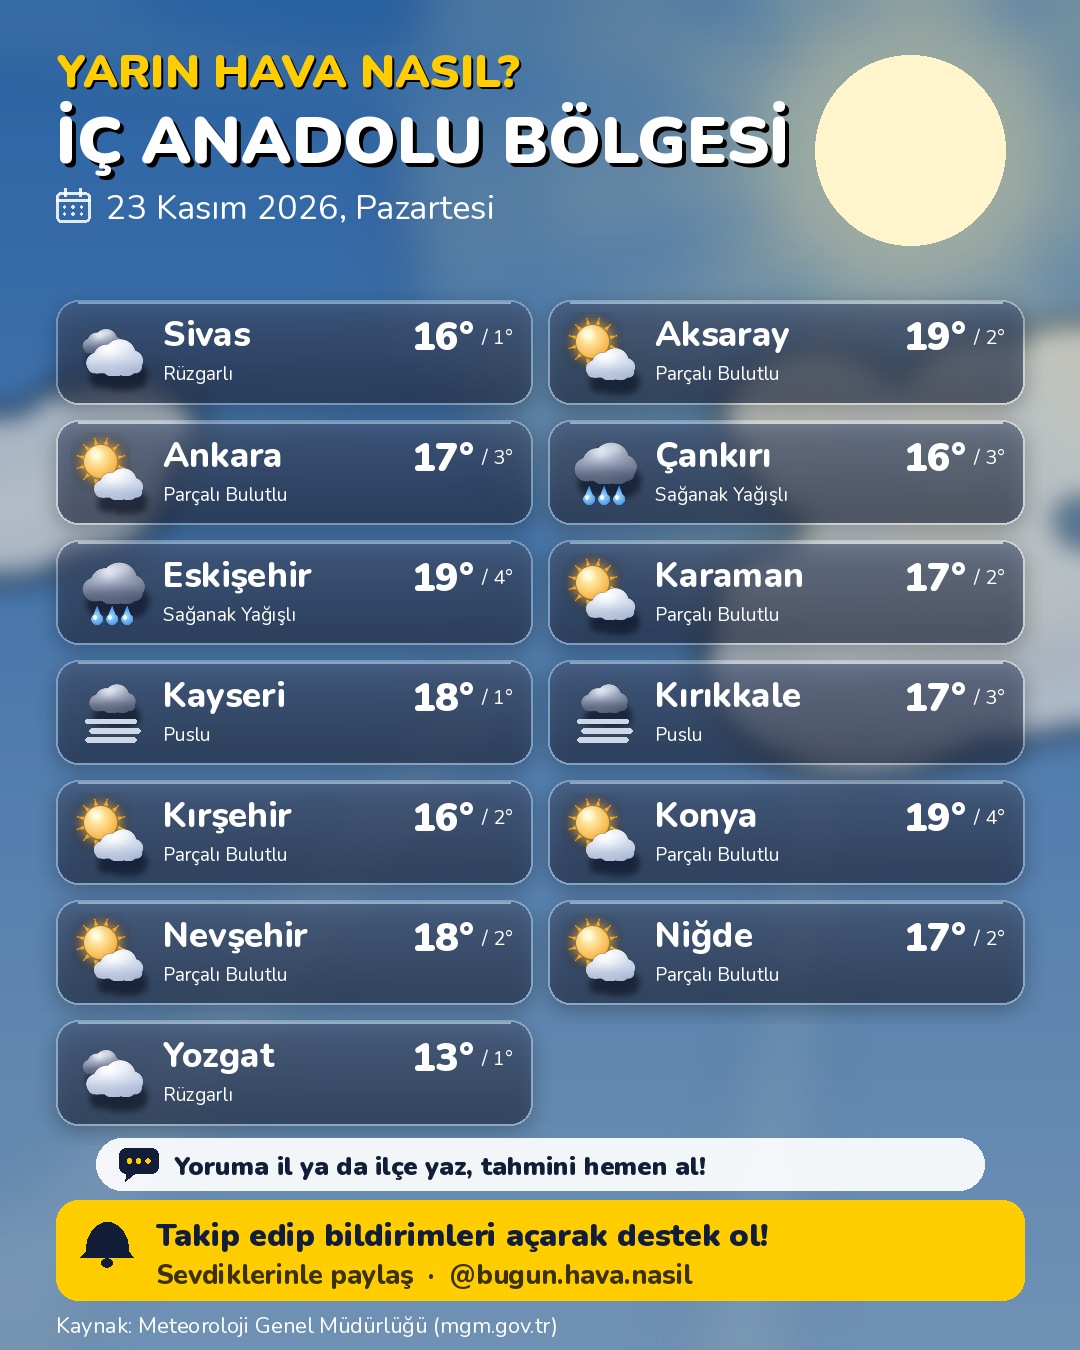 YARIN HAVA NASIL?
İÇ ANADOLU BÖLGESİ
23 Kasım 2026, Pazartesi
Sivas 16° / 1°
Rüzgarlı
Aksaray 19° / 2°
Parçalı Bulutlu
Ankara 17° / 3°
Parçalı Bulutlu
Çankırı 16° / 3°
Sağanak Yağışlı
Eskişehir 19° / 4°
Sağanak Yağışlı
Karaman 17° / 2°
Parçalı Bulutlu
Kayseri 18° / 1°
Puslu
Kırıkkale 17° / 3°
Puslu
Kırşehir 16° / 2°
Parçalı Bulutlu
Konya 19° / 4°
Parçalı Bulutlu
Nevşehir 18° / 2°
Parçalı Bulutlu
Niğde 17° / 2°
Parçalı Bulutlu
Yozgat 13° / 1°
Rüzgarlı
Yoruma il ya da ilçe yaz, tahmini hemen al!
Takip edip bildirimleri açarak destek ol!
Sevdiklerinle paylaş · @bugun.hava.nasil
Kaynak: Meteoroloji Genel Müdürlüğü (mgm.gov.tr)